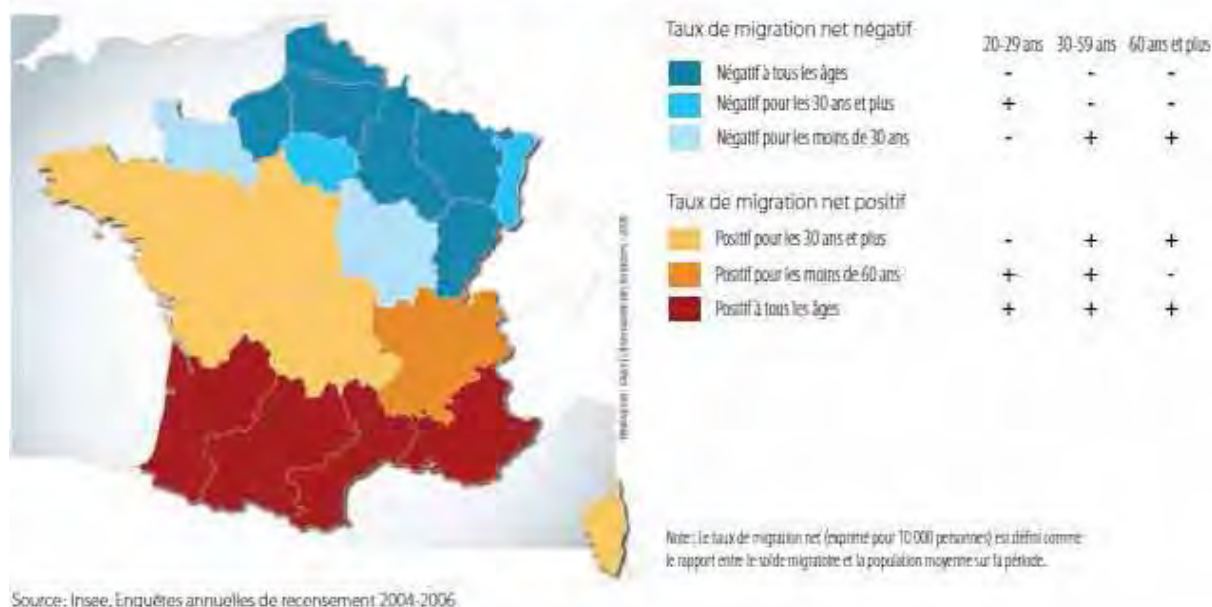 Taux de migration net négatif
20-29 ans 30-59 ans 60 ans et plus
Négatif à tous les âges - - -
Négatif pour les 30 ans et plus + - -
Négatif pour les moins de 30 ans - + +
Taux de migration net positif
Positif pour les 30 ans et plus - + +
Positif pour les moins de 60 ans + + -
Positif à tous les âges + + +
Note : Le taux de migration net (exprimé pour 10 000 personnes) est défini comme
le rapport entre le solde migratoire et la population moyenne sur la période.
Source : Insee, Enquêtes annuelles de recensement 2004-2006